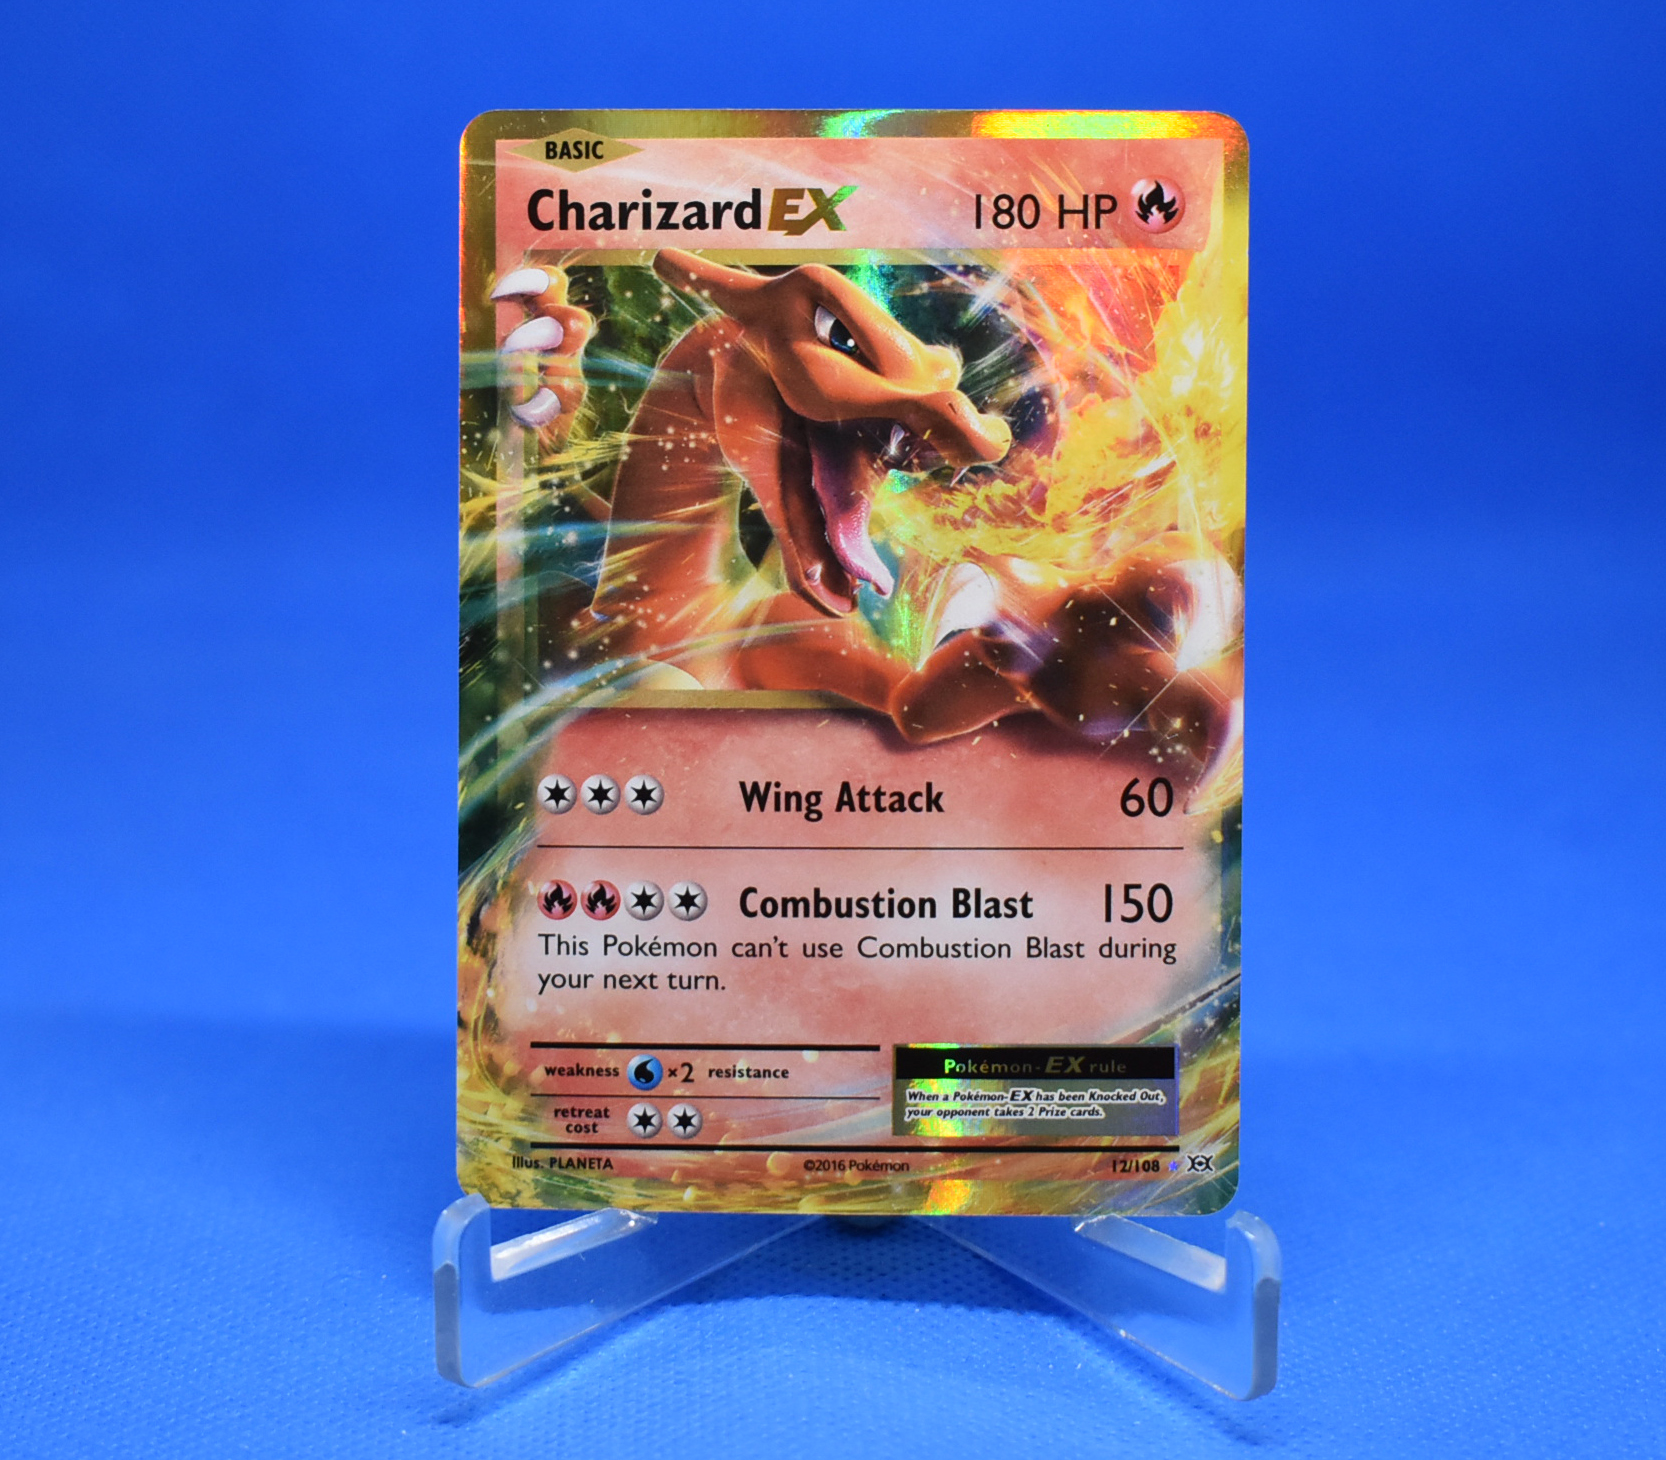 BASIC
Charizard EX 180 HP
Wing Attack 60
Combustion Blast 150
This Pokémon can't use Combustion Blast during
your next turn.
weakness ×2 resistance
retreat
cost
Pokémon-EX rule
When a Pokémon-EX has been Knocked Out,
your opponent takes 2 Prize cards.
Illus. PLANETA ©2016 Pokémon 12/108